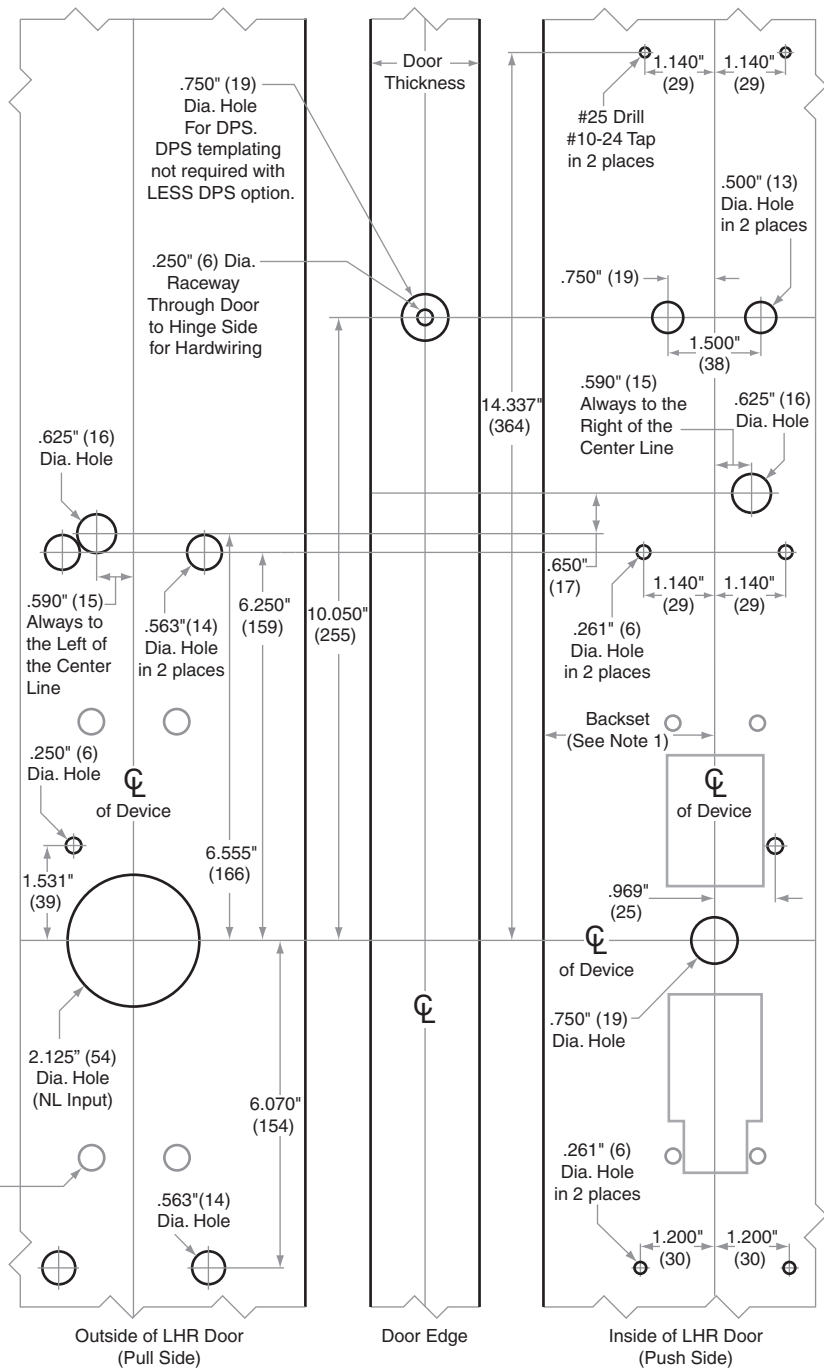 Door
Thickness
.750" (19)
Dia. Hole
For DPS.
DPS templating
not required with
LESS DPS option.
.250" (6) Dia.
Raceway
Through Door
to Hinge Side
for Hardwiring
1.140"
(29)
1.140"
(29)
#25 Drill
#10-24 Tap
in 2 places
.500" (13)
Dia. Hole
in 2 places
.750" (19)
1.500"
(38)
14.337"
(364)
.590" (15)
Always to the
Right of the
Center Line
.625" (16)
Dia. Hole
.625" (16)
Dia. Hole
.590" (15)
Always to
the Left of
the Center
Line
.563"(14)
Dia. Hole
in 2 places
6.250"
(159)
10.050"
(255)
.650"
(17)
1.140"
(29)
1.140"
(29)
.261" (6)
Dia. Hole
in 2 places
Backset
(See Note 1)
.250" (6)
Dia. Hole
℄
of Device
℄
of Device
1.531"
(39)
6.555"
(166)
.969"
(25)
℄
of Device
℄
.750" (19)
Dia. Hole
2.125” (54)
Dia. Hole
(NL Input)
6.070"
(154)
.563"(14)
Dia. Hole
.261" (6)
Dia. Hole
in 2 places
1.200"
(30)
1.200"
(30)
Outside of LHR Door
(Pull Side)
Door Edge
Inside of LHR Door
(Push Side)